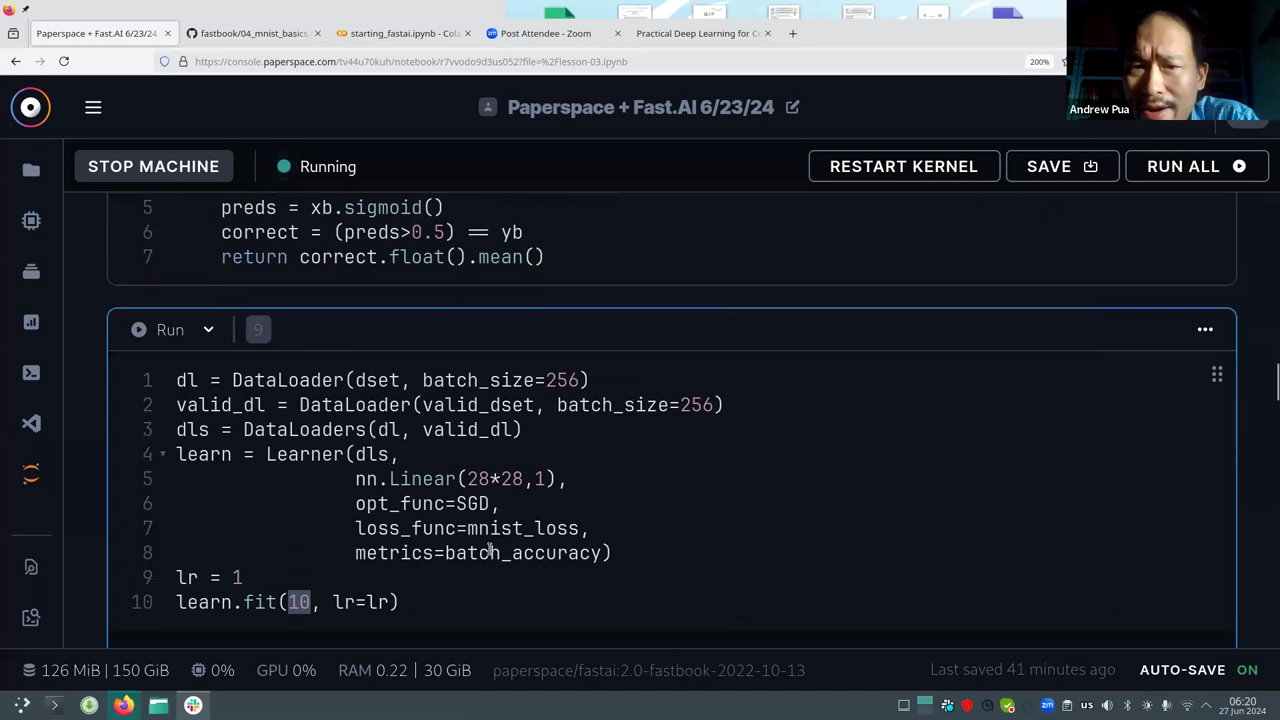 Paperspace + Fast.AI 6/23/24
fastbook/04_mnist_basics.
starting_fastai.ipynb - Cola
Post Attendee - Zoom
Practical Deep Learning for Co
https://console.paperspace.com/tv44u70kuh/notebook/r7vvodo9d3us052?file=%2Flesson-03.ipynb
200%
Andrew Pua
Paperspace + Fast.AI 6/23/24
STOP MACHINE
Running
RESTART KERNEL
SAVE
RUN ALL
5 preds = xb.sigmoid()
6 correct = (preds>0.5) == yb
7 return correct.float().mean()
Run
9
1 dl = DataLoader(dset, batch_size=256)
2 valid_dl = DataLoader(valid_dset, batch_size=256)
3 dls = DataLoaders(dl, valid_dl)
4 learn = Learner(dls,
5 nn.Linear(28*28,1),
6 opt_func=SGD,
7 loss_func=mnist_loss,
8 metrics=batch_accuracy)
9 lr = 1
10 learn.fit(10, lr=lr)
126 MiB | 150 GiB
0%
GPU 0%
RAM 0.22 | 30 GiB
paperspace/fastai:2.0-fastbook-2022-10-13
Last saved 41 minutes ago
AUTO-SAVE ON
us
06:20
27 Jun 2024